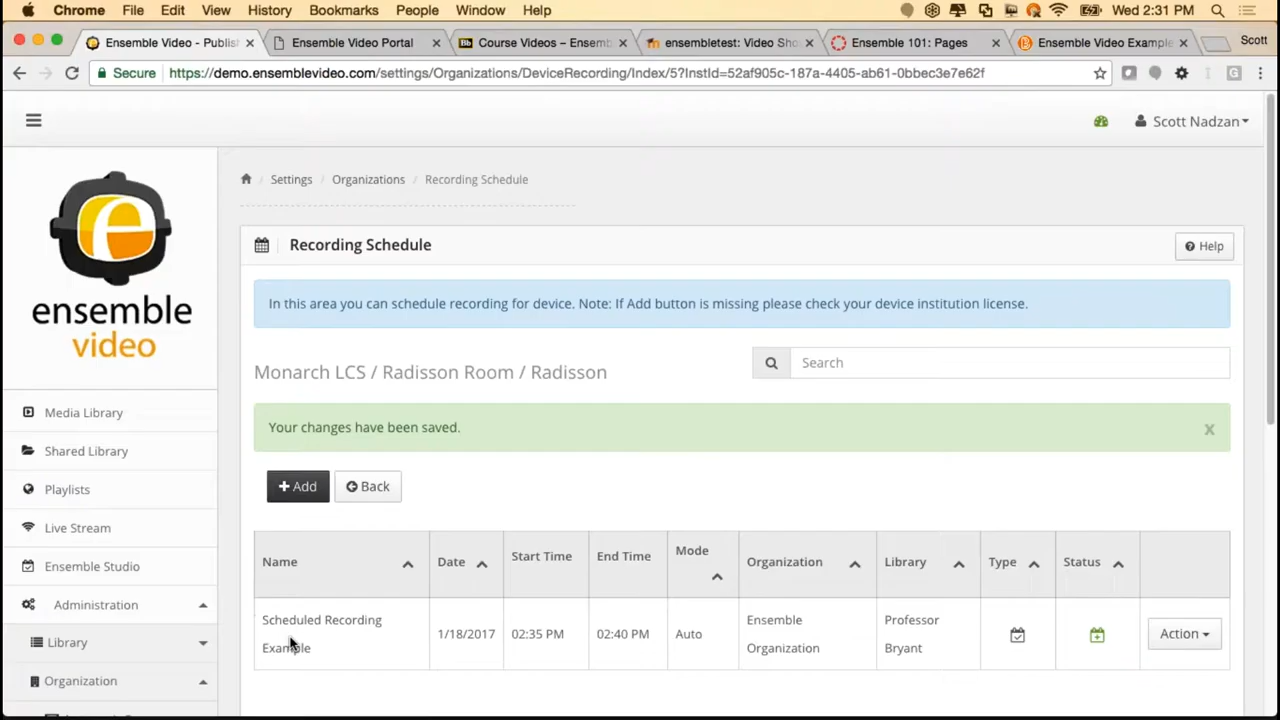 Chrome File Edit View History Bookmarks People Window Help Wed 2:31 PM
Ensemble Video - Publis Ensemble Video Portal Course Videos – Ensemb ensembletest: Video Sho Ensemble 101: Pages Ensemble Video Example Scott
Secure https://demo.ensemblevideo.com/settings/Organizations/DeviceRecording/Index/5?InstId=52af905c-187a-4405-ab61-0bbec3e7e62f
Scott Nadzan
ensemble
video
Media Library
Shared Library
Playlists
Live Stream
Ensemble Studio
Administration
Library
Organization
/ Settings / Organizations / Recording Schedule
Recording Schedule
Help
In this area you can schedule recording for device. Note: If Add button is missing please check your device institution license.
Monarch LCS / Radisson Room / Radisson
Search
Your changes have been saved.
x
+ Add
Back
Name Date Start Time End Time Mode Organization Library Type Status
Scheduled Recording
Example
1/18/2017 02:35 PM 02:40 PM Auto
Ensemble
Organization
Professor
Bryant
Action